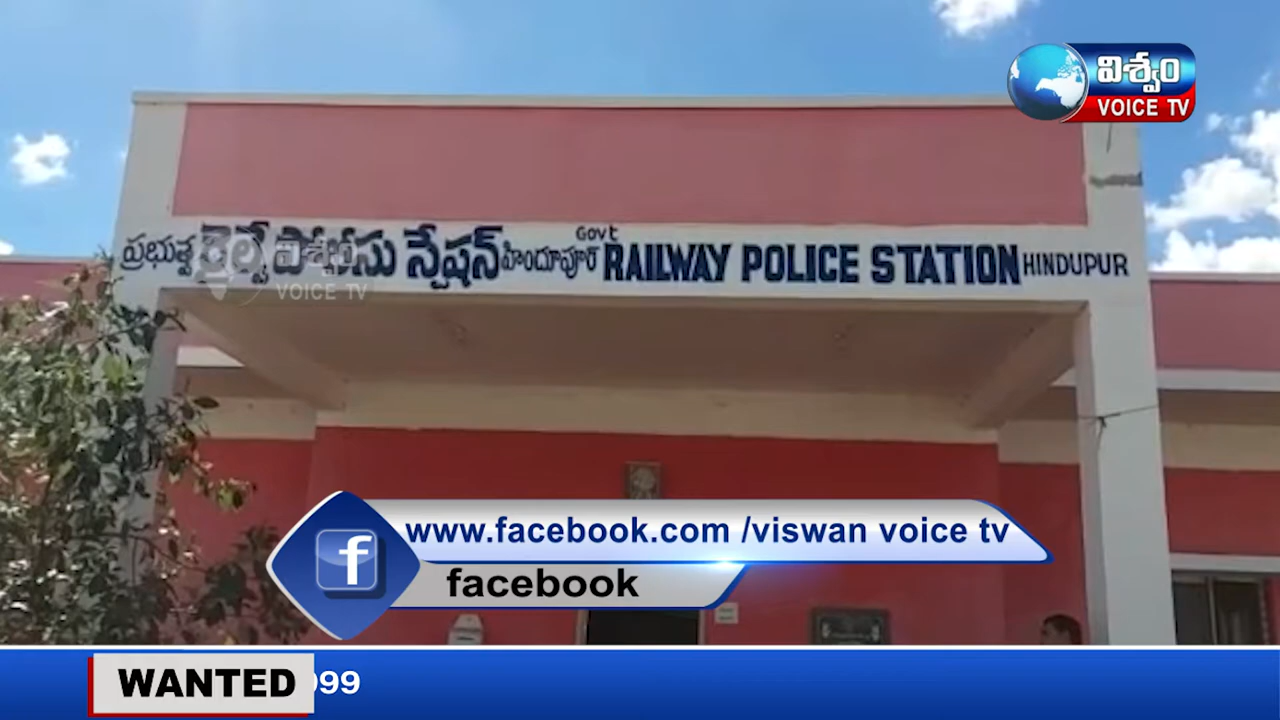 విశ్వం
VOICE TV
ప్రభుత్వ రైల్వే పోలీసు స్టేషన్ హిందూపూర్ Govt RAILWAY POLICE STATION HINDUPUR
విశ్వం
VOICE TV
www.facebook.com /viswan voice tv
facebook
WANTED 99